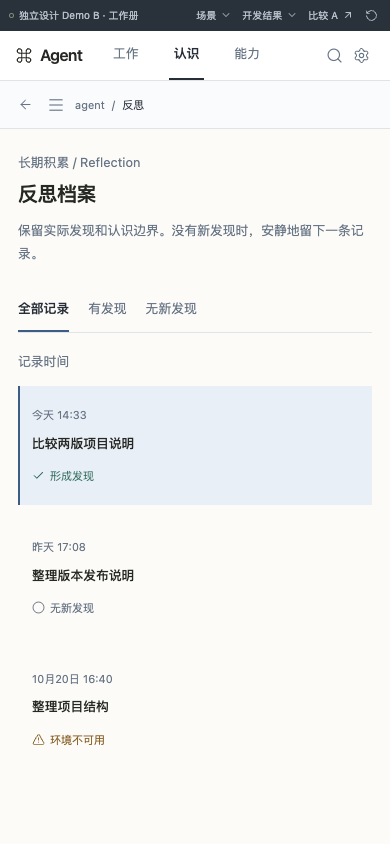 独立设计 Demo B · 工作册 场景 开发结果 比较 A
Agent 工作 认识 能力
agent / 反思
长期积累 / Reflection
反思档案
保留实际发现和认识边界。没有新发现时，安静地留下一条记
录。
全部记录 有发现 无新发现
记录时间
今天 14:33
比较两版项目说明
形成发现
昨天 17:08
整理版本发布说明
无新发现
10月20日 16:40
整理项目结构
环境不可用